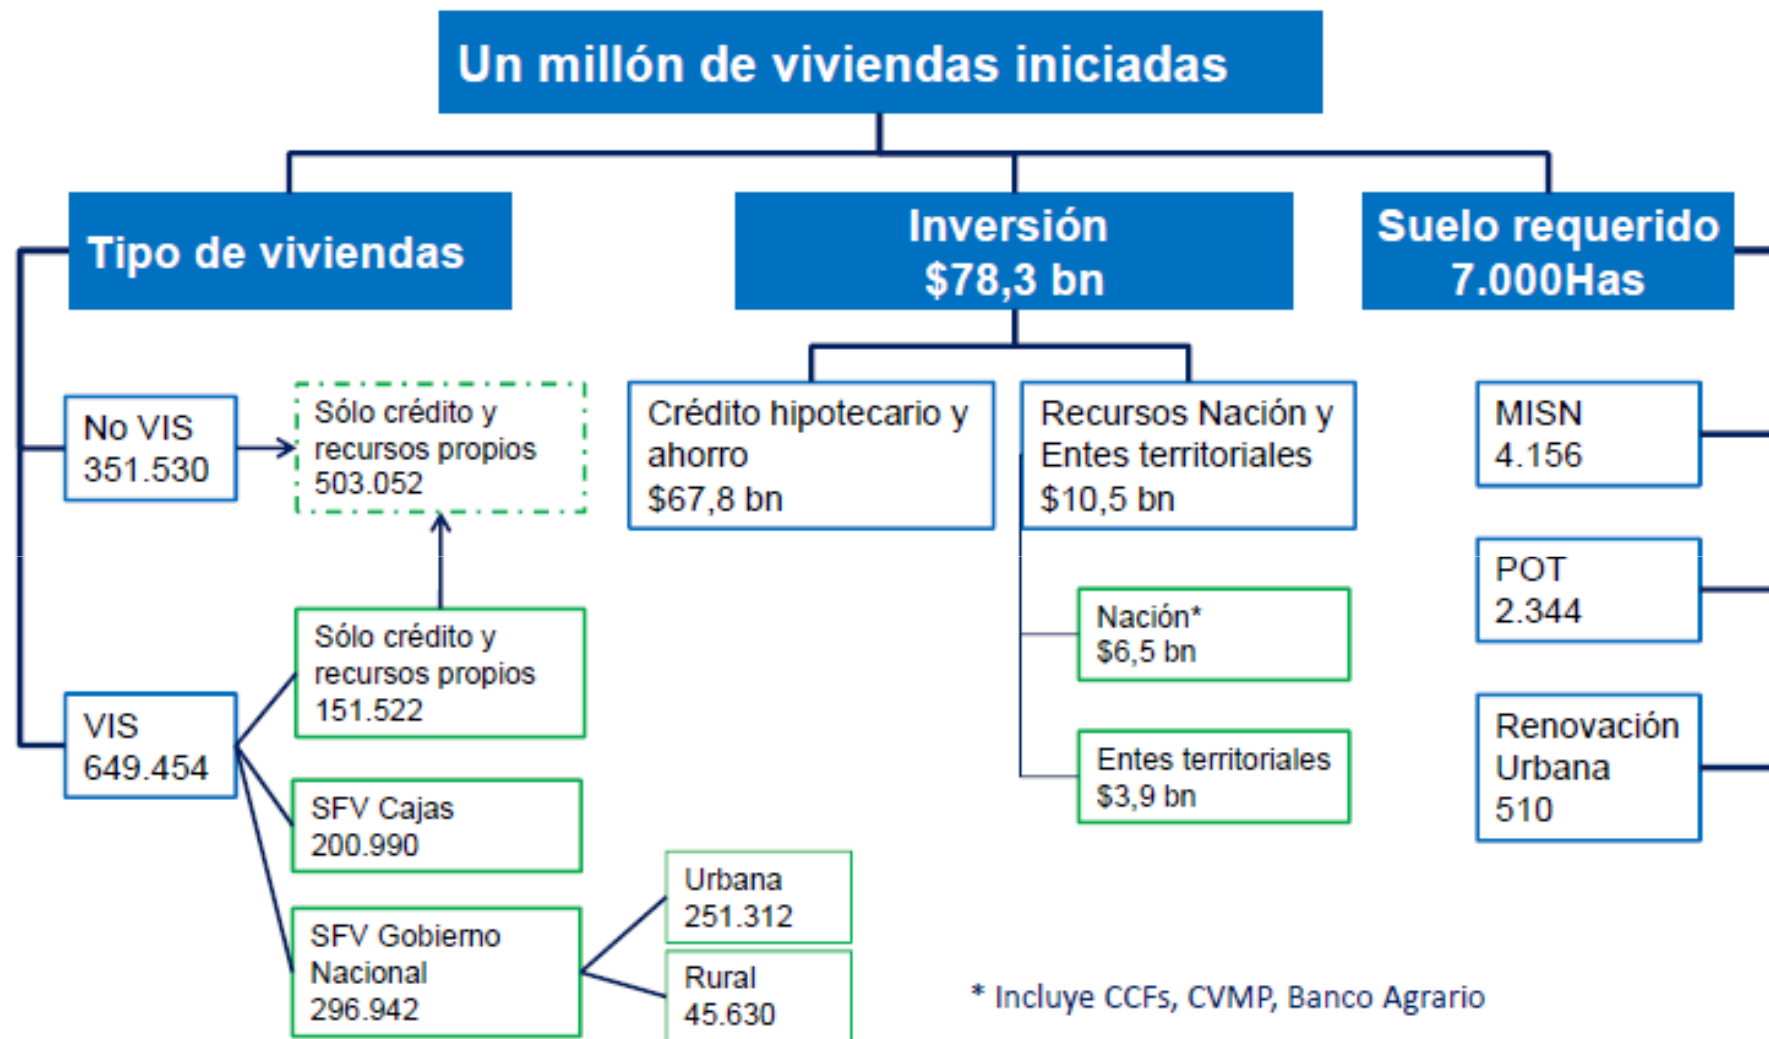 Un millón de viviendas iniciadas
Tipo de viviendas
Inversión
$78,3 bn
Suelo requerido
7.000Has
No VIS
351.530
Sólo crédito y
recursos propios
503.052
VIS
649.454
Sólo crédito y
recursos propios
151.522
SFV Cajas
200.990
SFV Gobierno
Nacional
296.942
Urbana
251.312
Rural
45.630
Crédito hipotecario y
ahorro
$67,8 bn
Recursos Nación y
Entes territoriales
$10,5 bn
Nación*
$6,5 bn
Entes territoriales
$3,9 bn
MISN
4.156
POT
2.344
Renovación
Urbana
510
* Incluye CCFs, CVMP, Banco Agrario